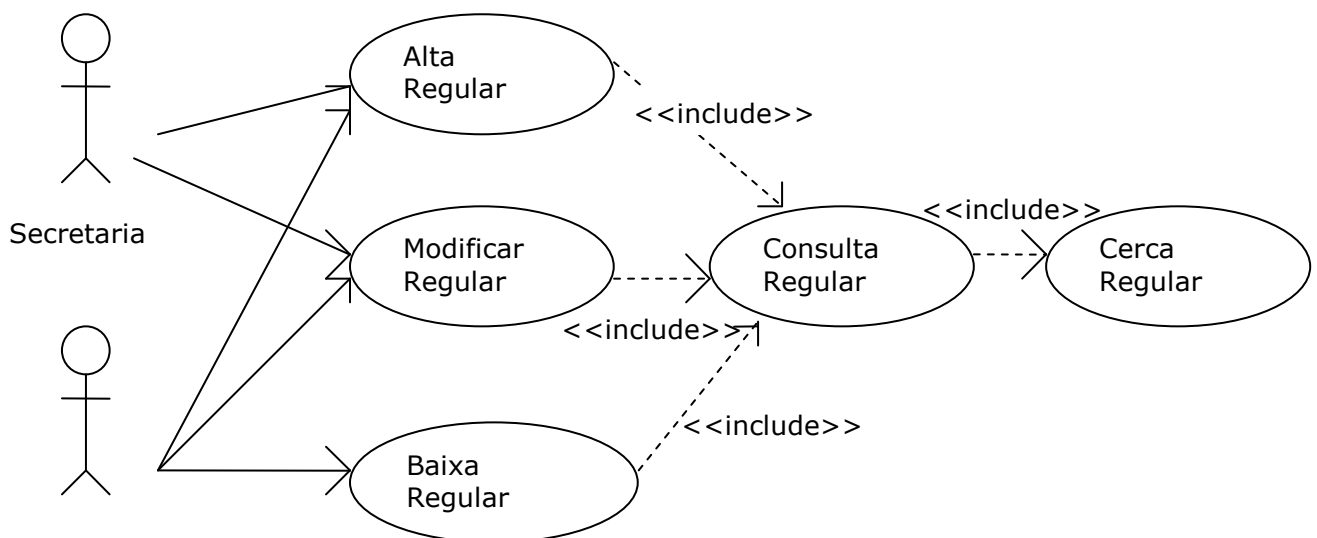 Alta
Regular
<<include>>
Secretaria
Modificar
Regular
Consulta
Regular
<<include>>
Cerca
Regular
<<include>>
<<include>>
Baixa
Regular